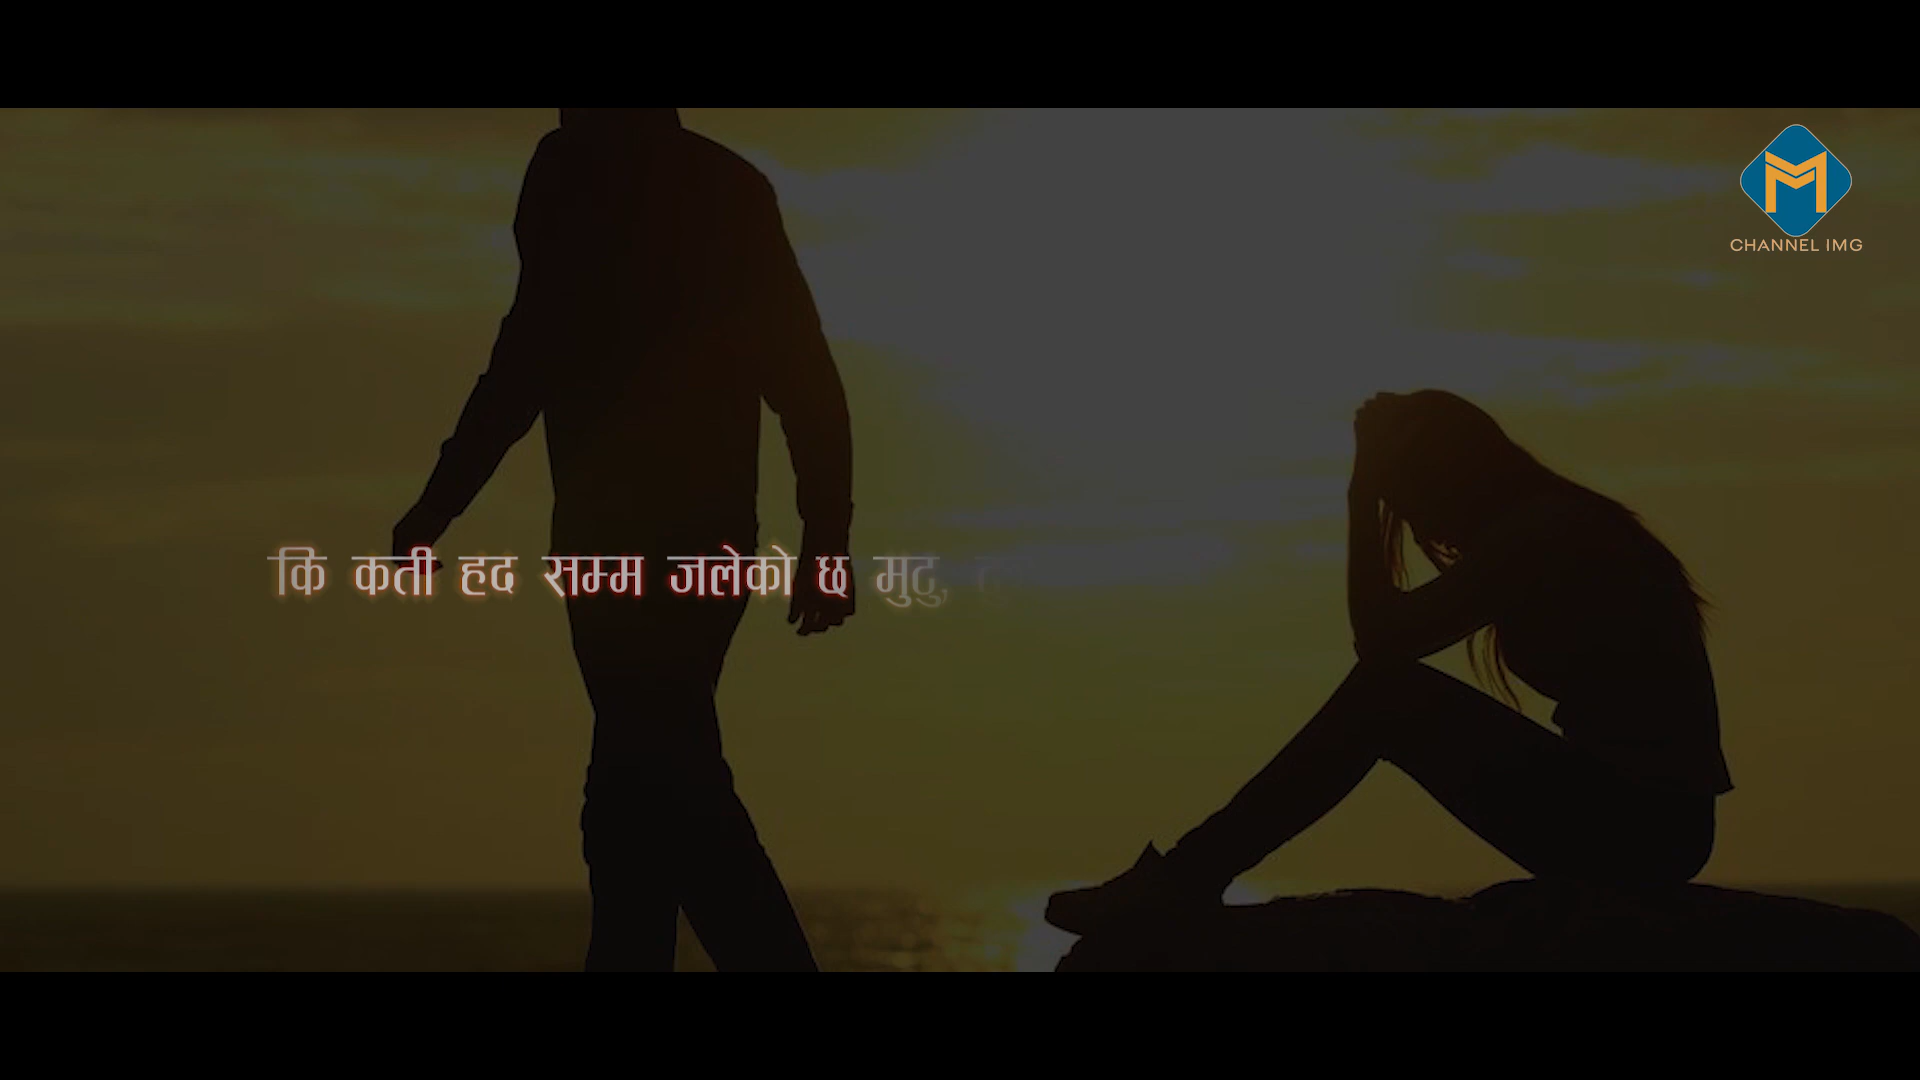 CHANNEL IMG
कि कती हद सम्म जलेको छ मुटु,